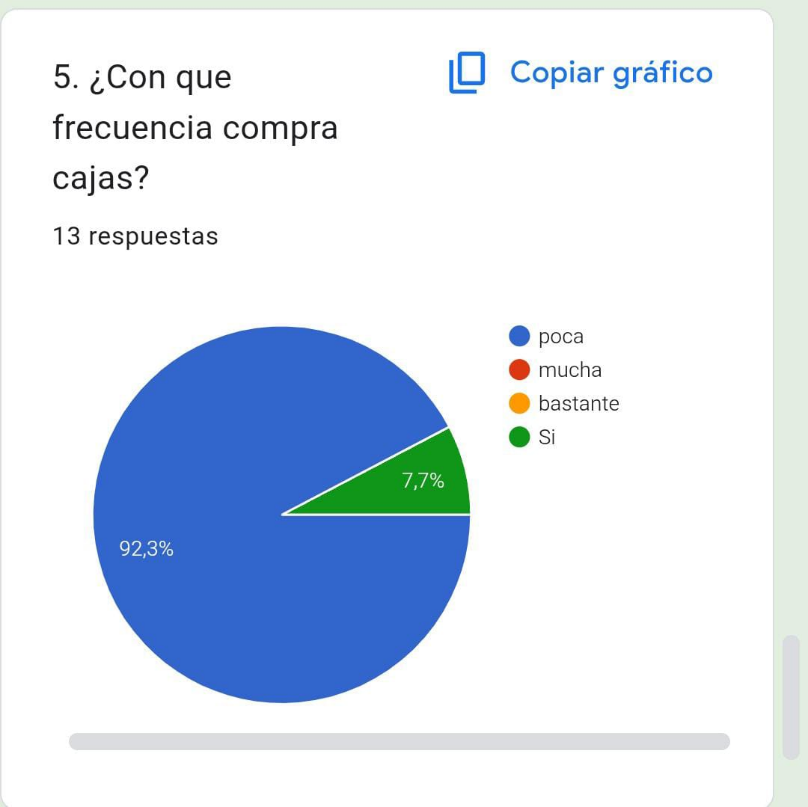 5. ¿Con que
frecuencia compra
cajas?
Copiar gráfico
13 respuestas
poca
mucha
bastante
Si
7,7%
92,3%